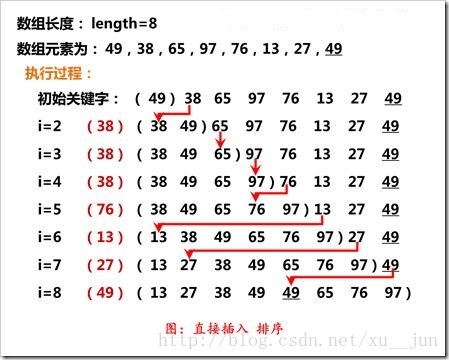 数组长度： length=8
数组元素为： 49 , 38 , 65 , 97 , 76 , 13 , 27 , 49
执行过程：
初始关键字： ( 49 ) 38 65 97 76 13 27 49
i=2 ( 38 ) ( 38 49 ) 65 97 76 13 27 49
i=3 ( 38 ) ( 38 49 65 ) 97 76 13 27 49
i=4 ( 38 ) ( 38 49 65 97 ) 76 13 27 49
i=5 ( 76 ) ( 38 49 65 76 97 ) 13 27 49
i=6 ( 13 ) ( 13 38 49 65 76 97 ) 27 49
i=7 ( 27 ) ( 13 27 38 49 65 76 97 ) 49
i=8 ( 49 ) ( 13 27 38 49 49 65 76 97 )
图：直接插入 排序
http://blog.csdn.net/xu__jun